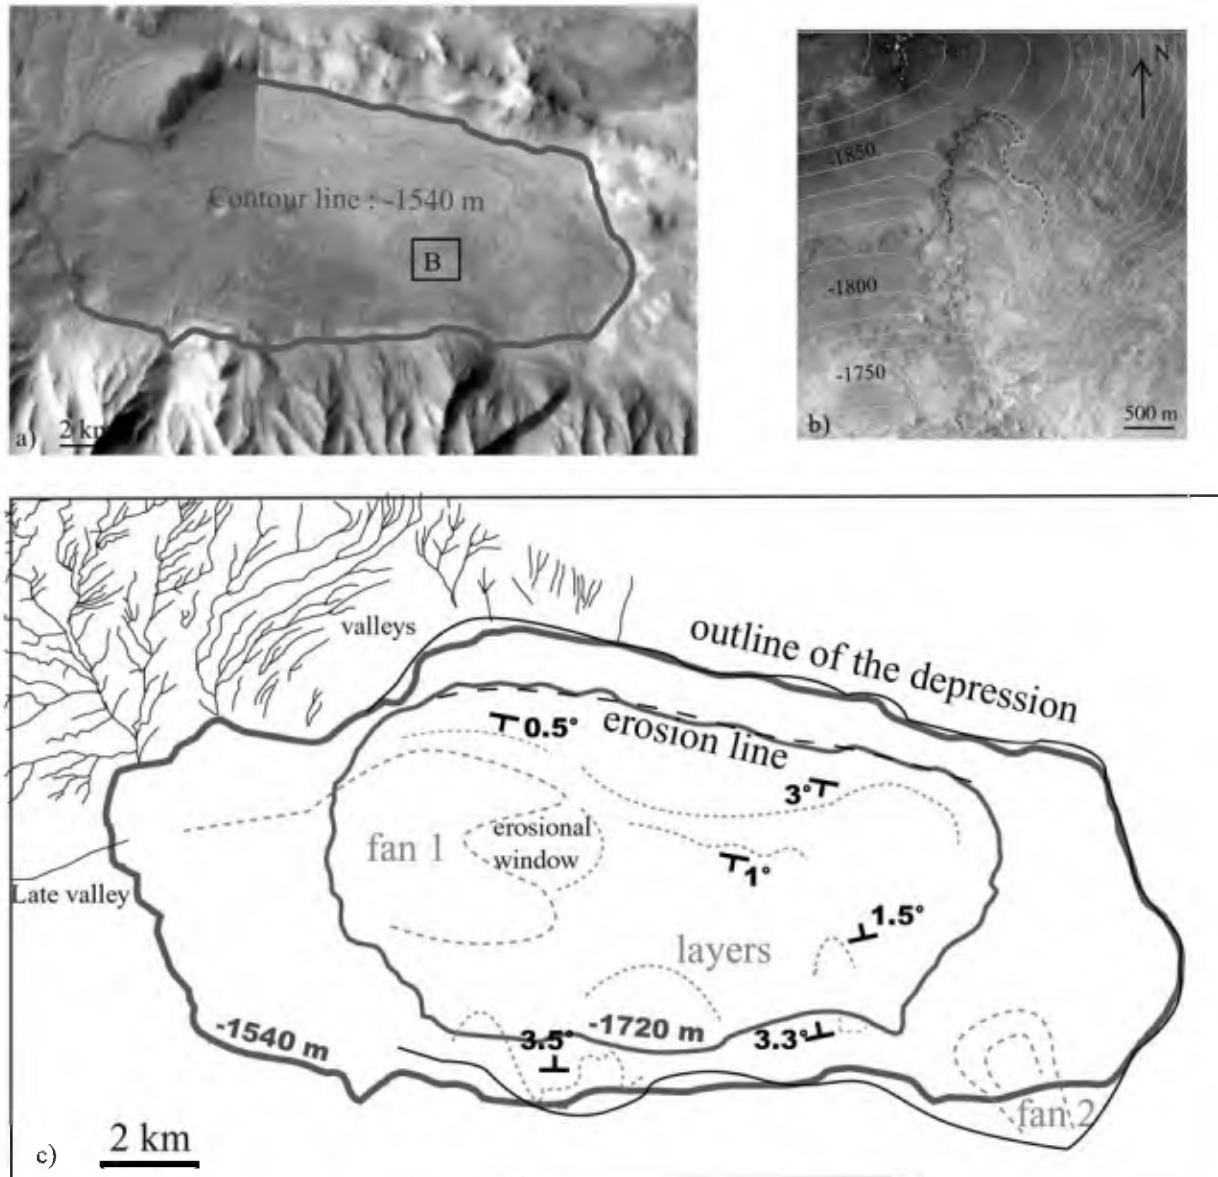 Contour line : -1540 m
B
a) 2 km
N
-1850
-1800
-1750
b) 500 m
valleys
outline of the depression
0.5°
erosion line
3°
fan 1
erosional
window
1°
Late valley
1.5°
layers
-1540 m
3.5°
-1720 m
3.3°
fan 2
c) 2 km